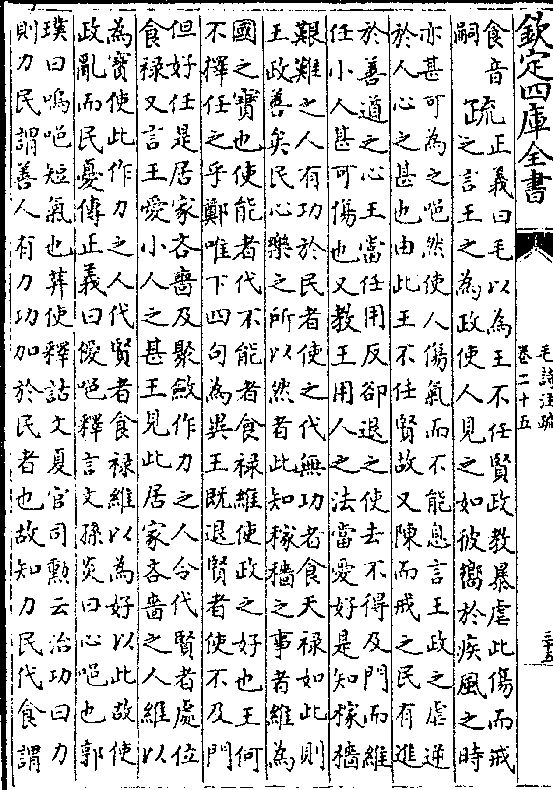 欽定四庫全書
毛詩注疏
卷二十五
食音
嗣
疏
正義曰毛以為王不任賢政教暴虐此傷而戒
之言王之為政使人見之如彼嚮於疾風之時
亦甚可為之唈然使人傷氣而不能息言王政之虐逆
於人心之甚也由此王不任賢故又陳而戒之民有進
於善道之心王當任用反卻退之使去不得及門而維
任小人甚可傷也又教王用人之法當愛好是知稼穡
艱難之人有功於民者使之代無功者食天祿如此則
王政善矣民心樂之所以然者此知稼穡之事者維為
國之寶也使能者代不能者食祿維使政之好也王何
不擇任之乎鄭唯下四句為異王既退賢者使不及門
但好任是居家吝嗇及聚斂作力之人令代賢者處位
食祿又言王愛小人之甚王見此居家吝嗇之人維以
為寶使此作力之人代賢者食祿維以為好以此故使
政亂而民憂傳正義曰僾唈釋言文孫炎曰心唈也郭
璞曰嗚唈短氣也荓使釋詁文夏官司勲云治功曰力
則力民謂善人有力功加於民者也故知力民代食謂